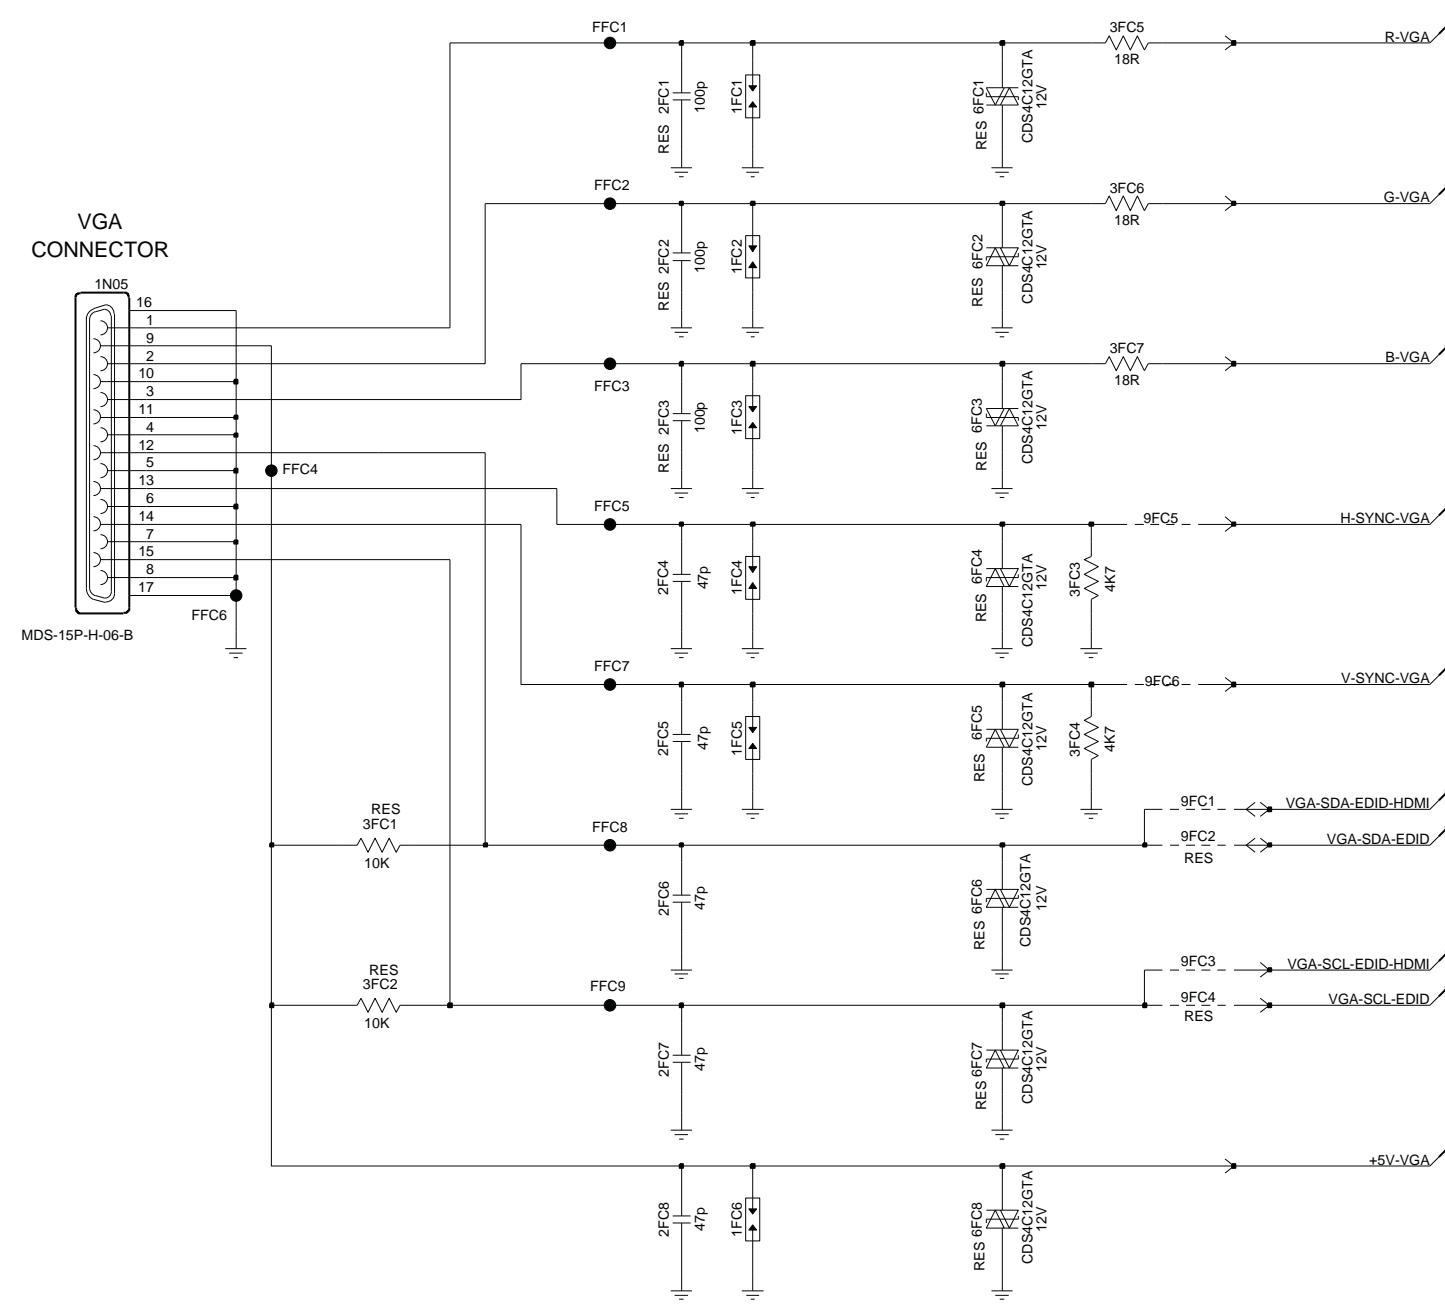 VGA
CONNECTOR
1N05
16
1
9
2
10
3
11
4
12
5
13
6
14
7
15
8
17
MDS-15P-H-06-B
FFC6
FFC4
FFC1
RES 2FC1
100p
1FC1
RES 6FC1
CDS4C12GTA
12V
3FC5
18R
R-VGA
FFC2
RES 2FC2
100p
1FC2
RES 6FC2
CDS4C12GTA
12V
3FC6
18R
G-VGA
FFC3
RES 2FC3
100p
1FC3
RES 6FC3
CDS4C12GTA
12V
3FC7
18R
B-VGA
FFC5
2FC4
47p
1FC4
RES 6FC4
CDS4C12GTA
12V
3FC3
4K7
9FC5
H-SYNC-VGA
FFC7
2FC5
47p
1FC5
RES 6FC5
CDS4C12GTA
12V
3FC4
4K7
9FC6
V-SYNC-VGA
RES
3FC1
10K
FFC8
2FC6
47p
RES 6FC6
CDS4C12GTA
12V
9FC1
VGA-SDA-EDID-HDMI
9FC2
RES
VGA-SDA-EDID
RES
3FC2
10K
FFC9
2FC7
47p
RES 6FC7
CDS4C12GTA
12V
9FC3
VGA-SCL-EDID-HDMI
9FC4
RES
VGA-SCL-EDID
2FC8
47p
1FC6
RES 6FC8
CDS4C12GTA
12V
+5V-VGA